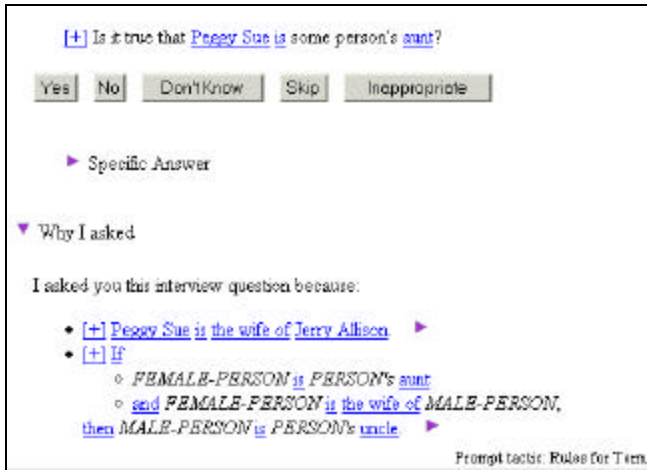 [+] Is it true that Peggy Sue is some person's aunt?
Yes No Don't Know Skip Inappropriate
Specific Answer
Why I asked
I asked you this interview question because:
[+] Peggy Sue is the wife of Jerry Allison.
[+] If
FEMALE-PERSON is PERSON's aunt
and FEMALE-PERSON is the wife of MALE-PERSON,
then MALE-PERSON is PERSON's uncle.
Prompt tactic: Rules for Term